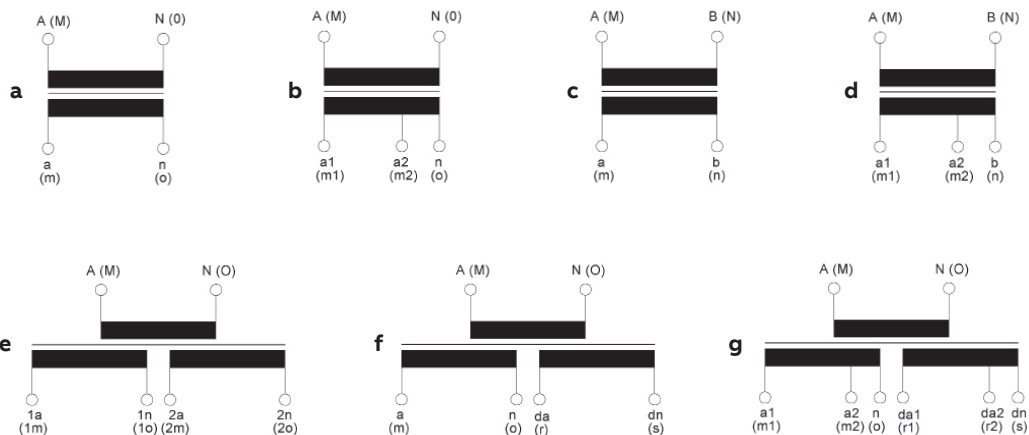 A (M) N (0) A (M) N (0) A (M) B (N) A (M) B (N)
a b c d
a n a1 a2 n a b a1 a2 b
(m) (o) (m1) (m2) (o) (m) (n) (m1) (m2) (n)
A (M) N (O) A (M) N (O) A (M) N (O)
e f g
1a 1n 2a 2n a n da dn a1 a2 n da1 da2 dn
(1m) (1o) (2m) (2o) (m) (o) (r) (s) (m1) (m2) (o) (r1) (r2) (s)